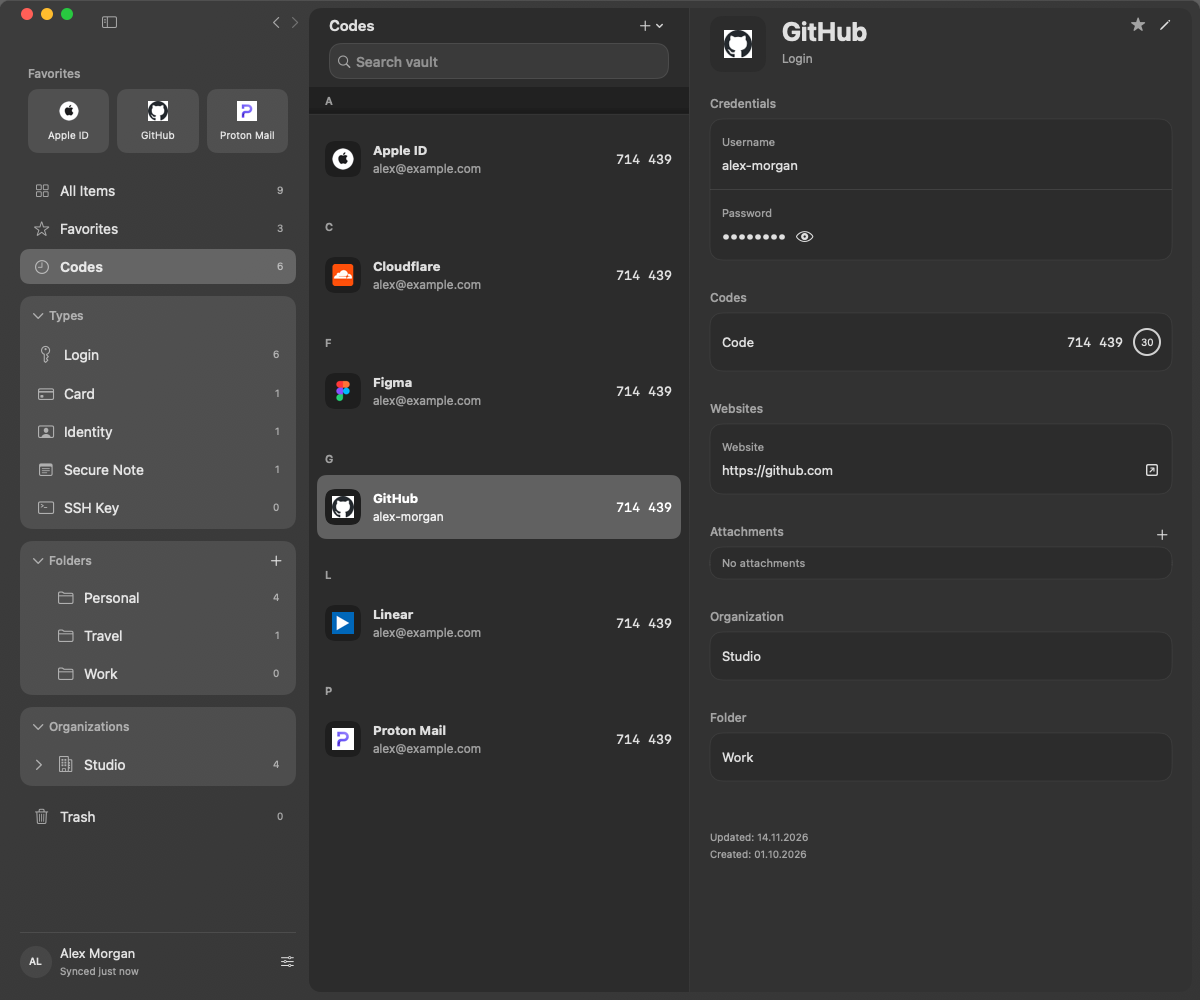 Favorites
Apple ID
GitHub
Proton Mail
All Items 9
Favorites 3
Codes 6
Types
Login 6
Card 1
Identity 1
Secure Note 1
SSH Key 0
Folders
Personal 4
Travel 1
Work 0
Organizations
Studio 4
Trash 0
AL
Alex Morgan
Synced just now
Codes
Search vault
A
Apple ID
alex@example.com
714 439
C
Cloudflare
alex@example.com
714 439
F
Figma
alex@example.com
714 439
G
GitHub
alex-morgan
714 439
L
Linear
alex@example.com
714 439
P
Proton Mail
alex@example.com
714 439
GitHub
Login
Credentials
Username
alex-morgan
Password
••••••••
Codes
Code 714 439 30
Websites
Website
https://github.com
Attachments
No attachments
Organization
Studio
Folder
Work
Updated: 14.11.2026
Created: 01.10.2026